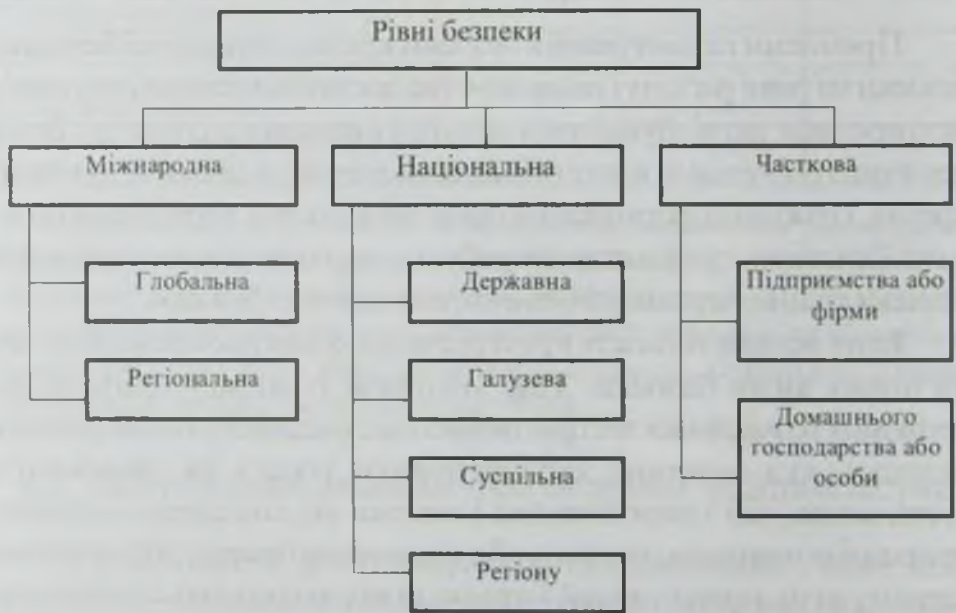 Рівні безпеки
Міжнародна
Національна
Часткова
Глобальна
Регіональна
Державна
Галузева
Суспільна
Регіону
Підприємства або
фірми
Домашнього
господарства або
особи